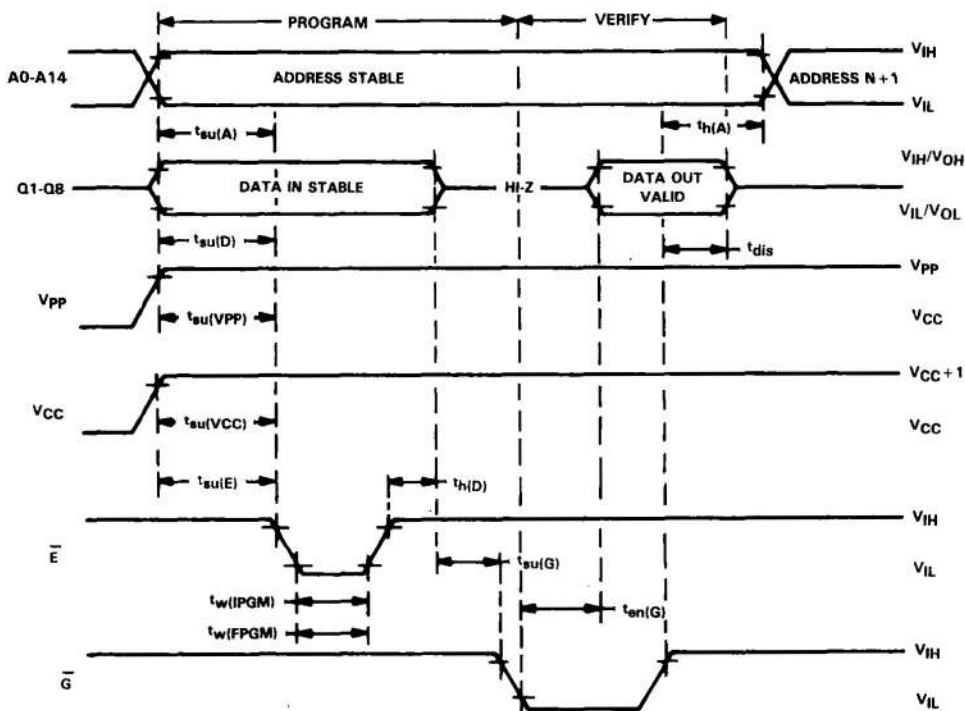 PROGRAM
VERIFY
A0-A14
ADDRESS STABLE
ADDRESS N + 1
VIH
VIL
tsu(A)
th(A)
Q1-Q8
DATA IN STABLE
HI-Z
DATA OUT
VALID
VIH/VOH
VIL/VOL
tsu(D)
tdis
VPP
VPP
tsu(VPP)
VCC
VCC
VCC + 1
tsu(VCC)
VCC
tsu(E)
th(D)
E
VIH
VIL
tsu(G)
tw(IPGM)
ten(G)
tw(FPGM)
G
VIH
VIL